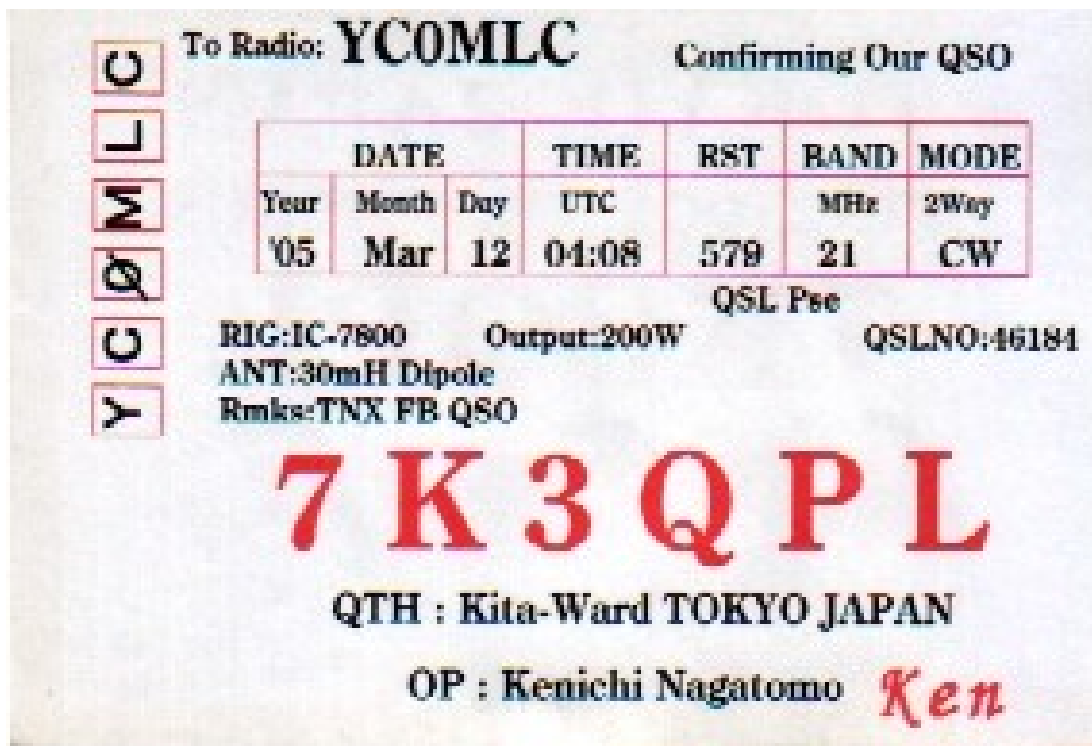 To Radio: YC0MLC Confirming Our QSO
YCØMLC
DATE TIME RST BAND MODE
Year Month Day UTC MHz 2Way
'05 Mar 12 04:08 579 21 CW
QSL Pse
RIG:IC-7800 Output:200W QSLNO:46184
ANT:30mH Dipole
Rmks:TNX FB QSO
7K3QPL
QTH : Kita-Ward TOKYO JAPAN
OP : Kenichi Nagatomo Ken